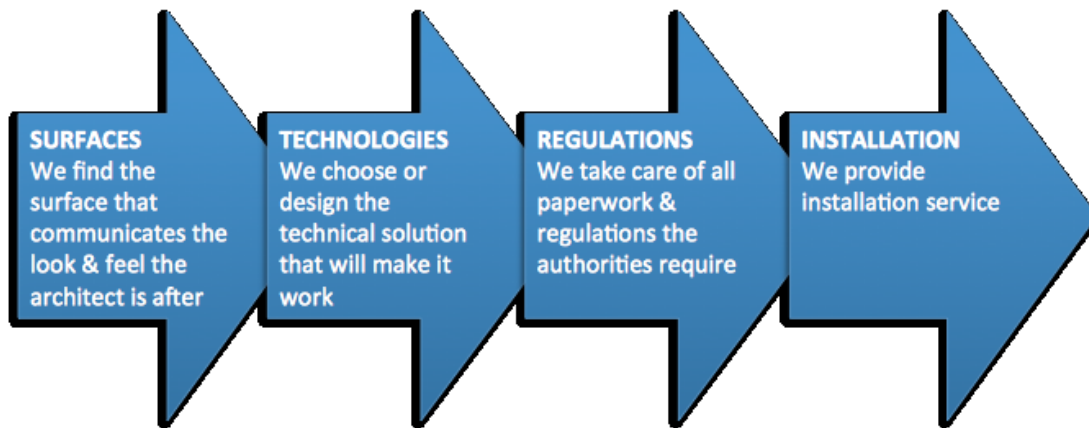 SURFACES
We find the
surface that
communicates the
look & feel the
architect is after
TECHNOLOGIES
We choose or
design the
technical solution
that will make it
work
REGULATIONS
We take care of all
paperwork &
regulations the
authorities require
INSTALLATION
We provide
installation service